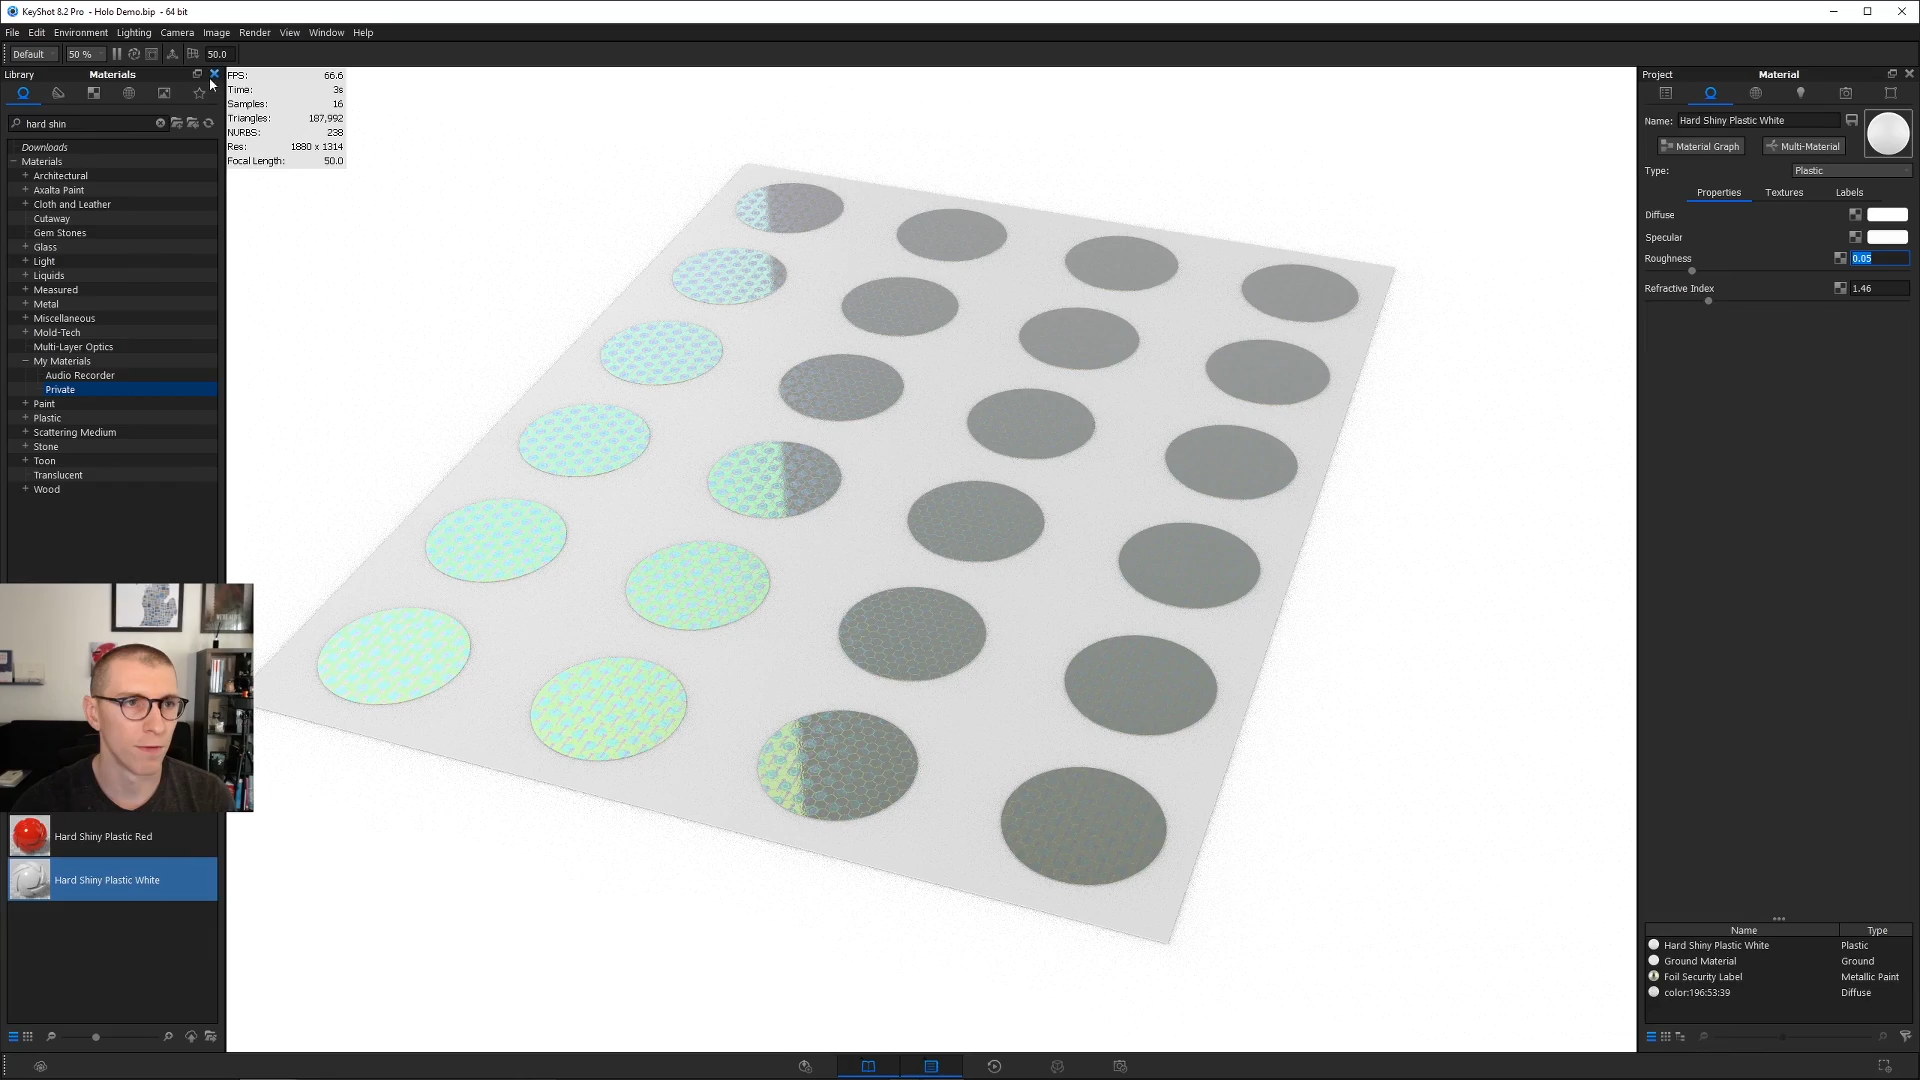 KeyShot 8.2 Pro - Holo Demo.bip - 64 bit
File Edit Environment Lighting Camera Image Render View Window Help
Default 50 % 50.0
Library Materials
hard shin
Downloads
Materials
Architectural
Axalta Paint
Cloth and Leather
Cutaway
Gem Stones
Glass
Light
Liquids
Measured
Metal
Miscellaneous
Mold-Tech
Multi-Layer Optics
My Materials
Audio Recorder
Private
Paint
Plastic
Scattering Medium
Stone
Toon
Translucent
Wood
Hard Shiny Plastic Red
Hard Shiny Plastic White
FPS: 66.6
Time: 3s
Samples: 16
Triangles: 187,992
NURBS: 238
Res: 1880 x 1314
Focal Length: 50.0
Project Material
Name: Hard Shiny Plastic White
Material Graph Multi-Material
Type: Plastic
Properties Textures Labels
Diffuse
Specular
Roughness 0.05
Refractive Index 1.46
Name Type
Hard Shiny Plastic White Plastic
Ground Material Ground
Foil Security Label Metallic Paint
color:196:53:39 Diffuse